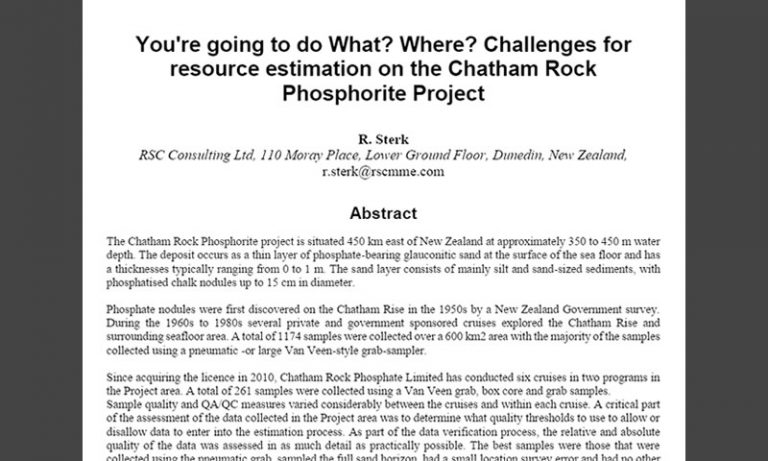 You're going to do What? Where? Challenges for
resource estimation on the Chatham Rock
Phosphorite Project
R. Sterk
RSC Consulting Ltd, 110 Moray Place, Lower Ground Floor, Dunedin, New Zealand,
r.sterk@rscmme.com
Abstract
The Chatham Rock Phosphorite project is situated 450 km east of New Zealand at approximately 350 to 450 m water
depth. The deposit occurs as a thin layer of phosphate-bearing glauconitic sand at the surface of the sea floor and has
a thicknesses typically ranging from 0 to 1 m. The sand layer consists of mainly silt and sand-sized sediments, with
phosphatised chalk nodules up to 15 cm in diameter.
Phosphate nodules were first discovered on the Chatham Rise in the 1950s by a New Zealand Government survey.
During the 1960s to 1980s several private and government sponsored cruises explored the Chatham Rise and
surrounding seafloor area. A total of 1174 samples were collected over a 600 km2 area with the majority of the samples
collected using a pneumatic -or large Van Veen-style grab-sampler.
Since acquiring the licence in 2010, Chatham Rock Phosphate Limited has conducted six cruises in two programs in
the Project area. A total of 261 samples were collected using a Van Veen grab, box core and grab samples.
Sample quality and QA/QC measures varied considerably between the cruises and within each cruise. A critical part
of the assessment of the data collected in the Project area was to determine what quality thresholds to use to allow or
disallow data to enter into the estimation process. As part of the data verification process, the relative and absolute
quality of the data was assessed in as much detail as practically possible. The best samples were those that were
collected using the pneumatic grab, sampled the full sand horizon, had a small location survey error and had no other